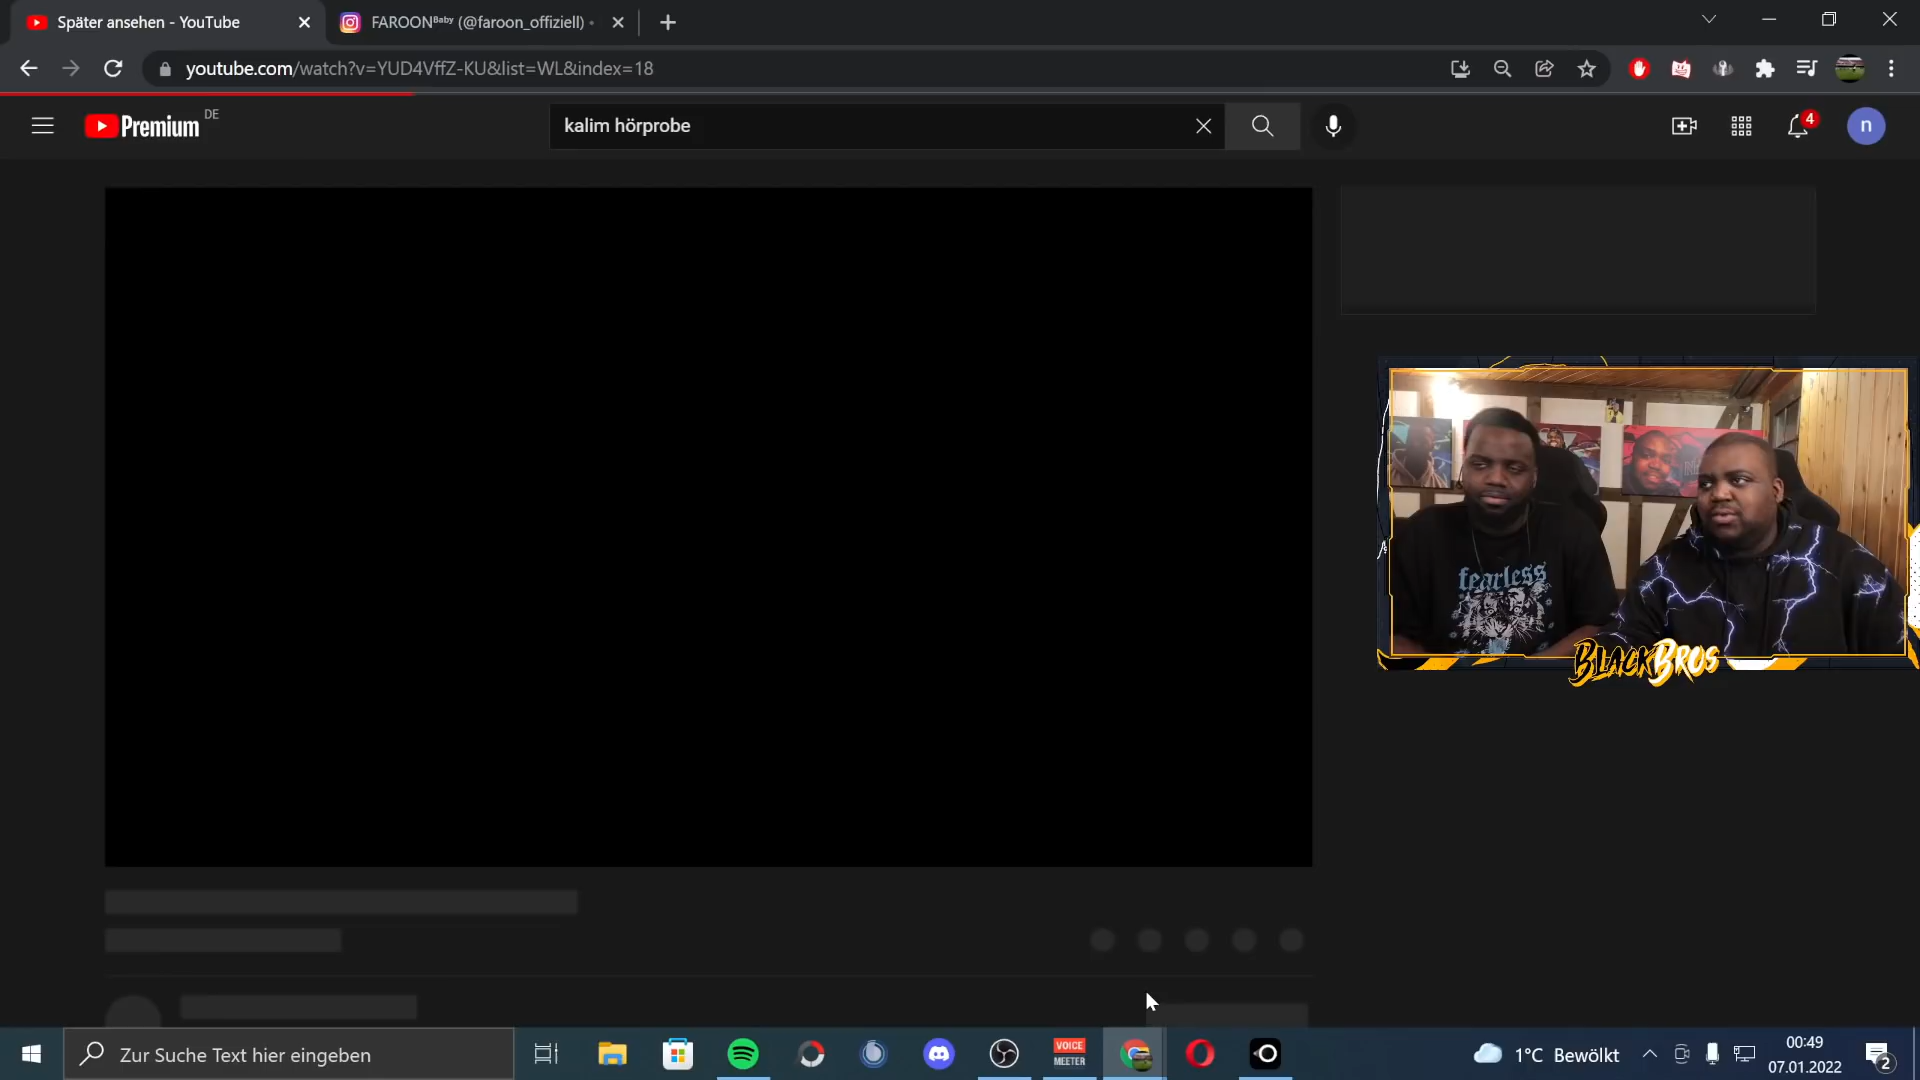 Später ansehen - YouTube
FAROONᴮᵃᵇʸ (@faroon_offiziell) •
youtube.com/watch?v=YUD4VffZ-KU&list=WL&index=18
Premium DE
kalim hörprobe
4
n
fearless
BLACKBROS
Zur Suche Text hier eingeben
VOICE
MEETER
1°C Bewölkt
00:49
07.01.2022
2